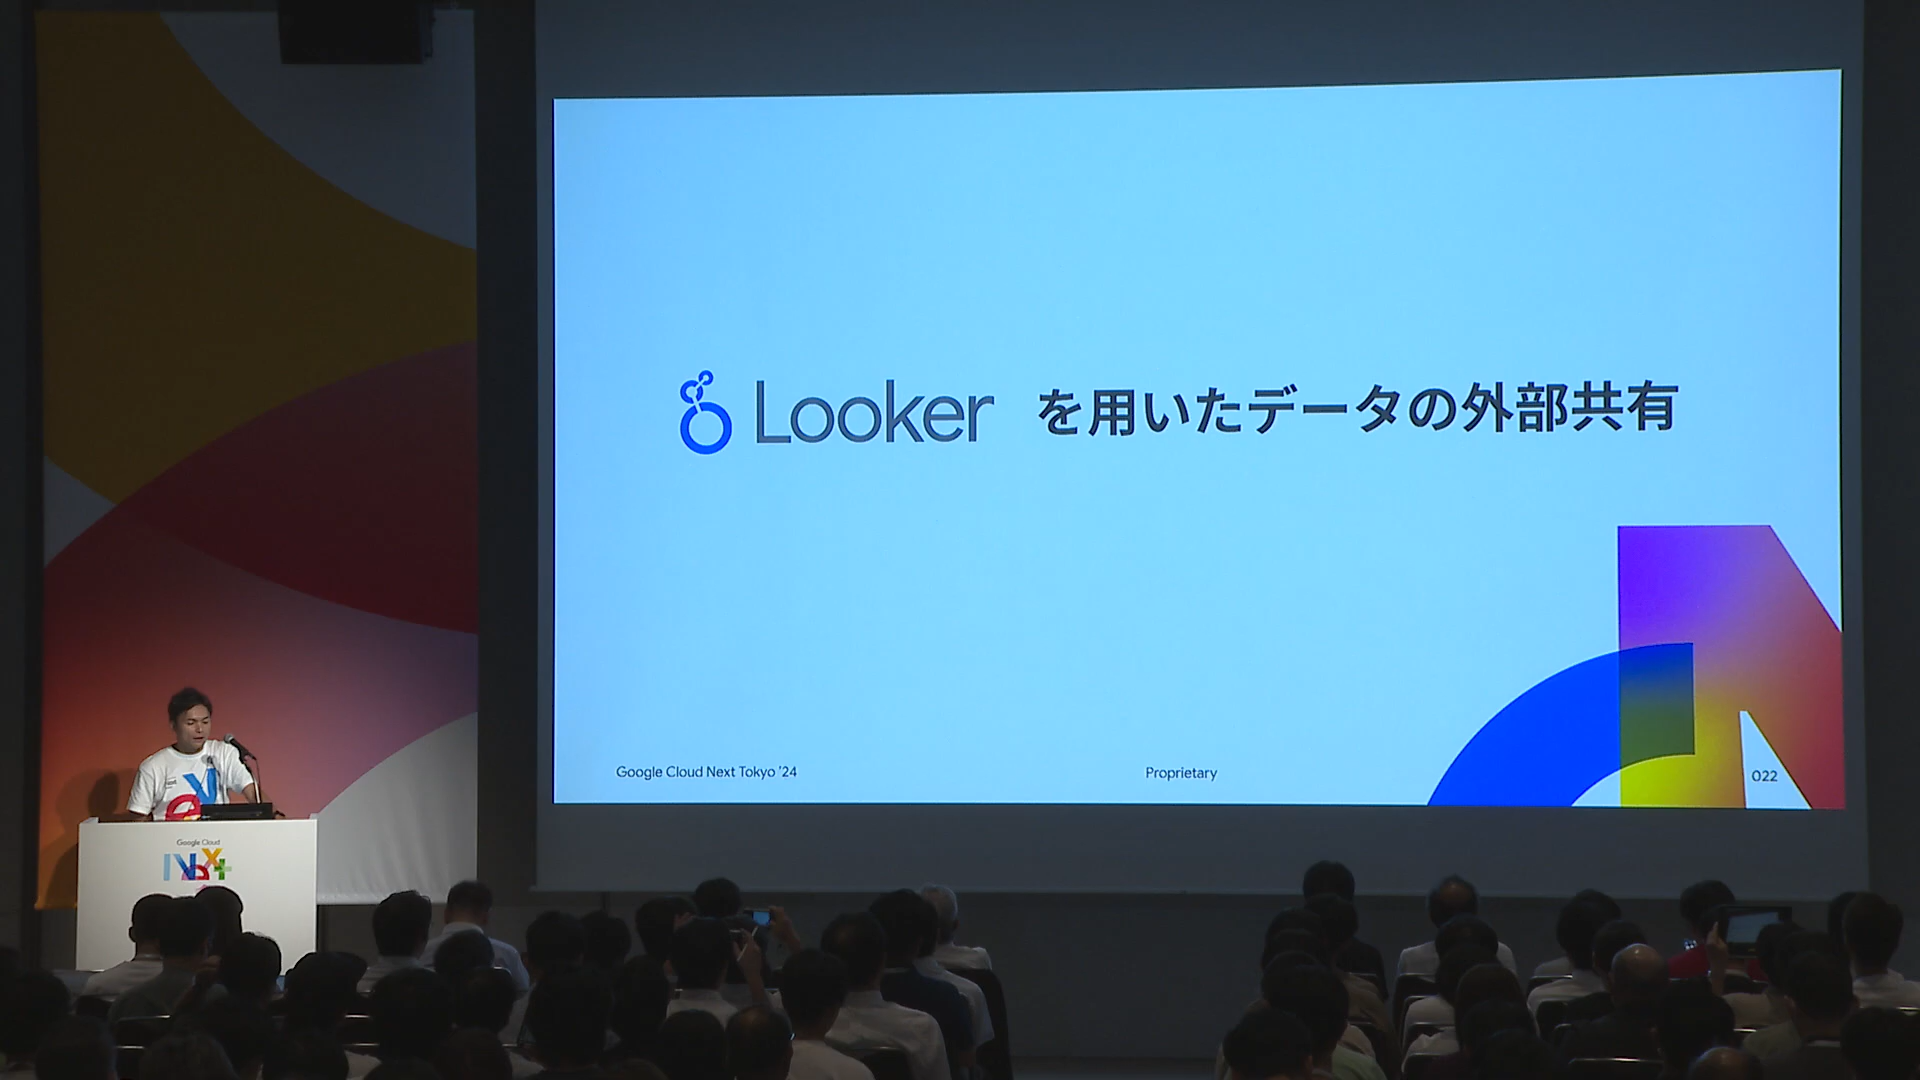 Looker を用いたデータの外部共有
Google Cloud Next Tokyo '24
Proprietary
022
Google Cloud
Next